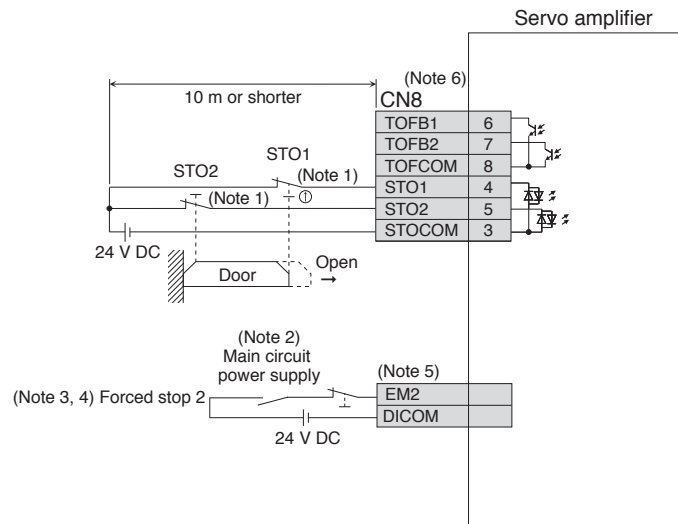 Servo amplifier
(Note 6)
10 m or shorter
CN8
TOFB1 6
TOFB2 7
TOFCOM 8
STO1 4
STO2 5
STOCOM 3
STO1
STO2
(Note 1)
(Note 1)
24 V DC
Door
Open
(Note 2)
Main circuit
power supply
(Note 5)
(Note 3, 4) Forced stop 2
EM2
DICOM
24 V DC